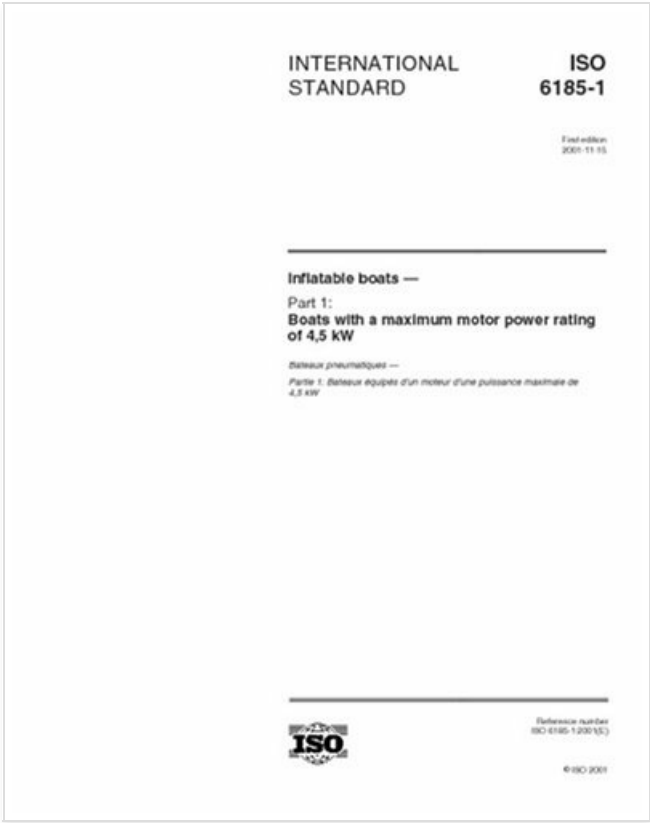 INTERNATIONAL
STANDARD
ISO
6185-1
First edition
2001-11-15
Inflatable boats —
Part 1:
Boats with a maximum motor power rating
of 4,5 kW
Bateaux pneumatiques —
Partie 1: Bateaux équipés d'un moteur d'une puissance maximale de
4,5 kW
ISO
Reference number
ISO 6185-1:2001(E)
© ISO 2001